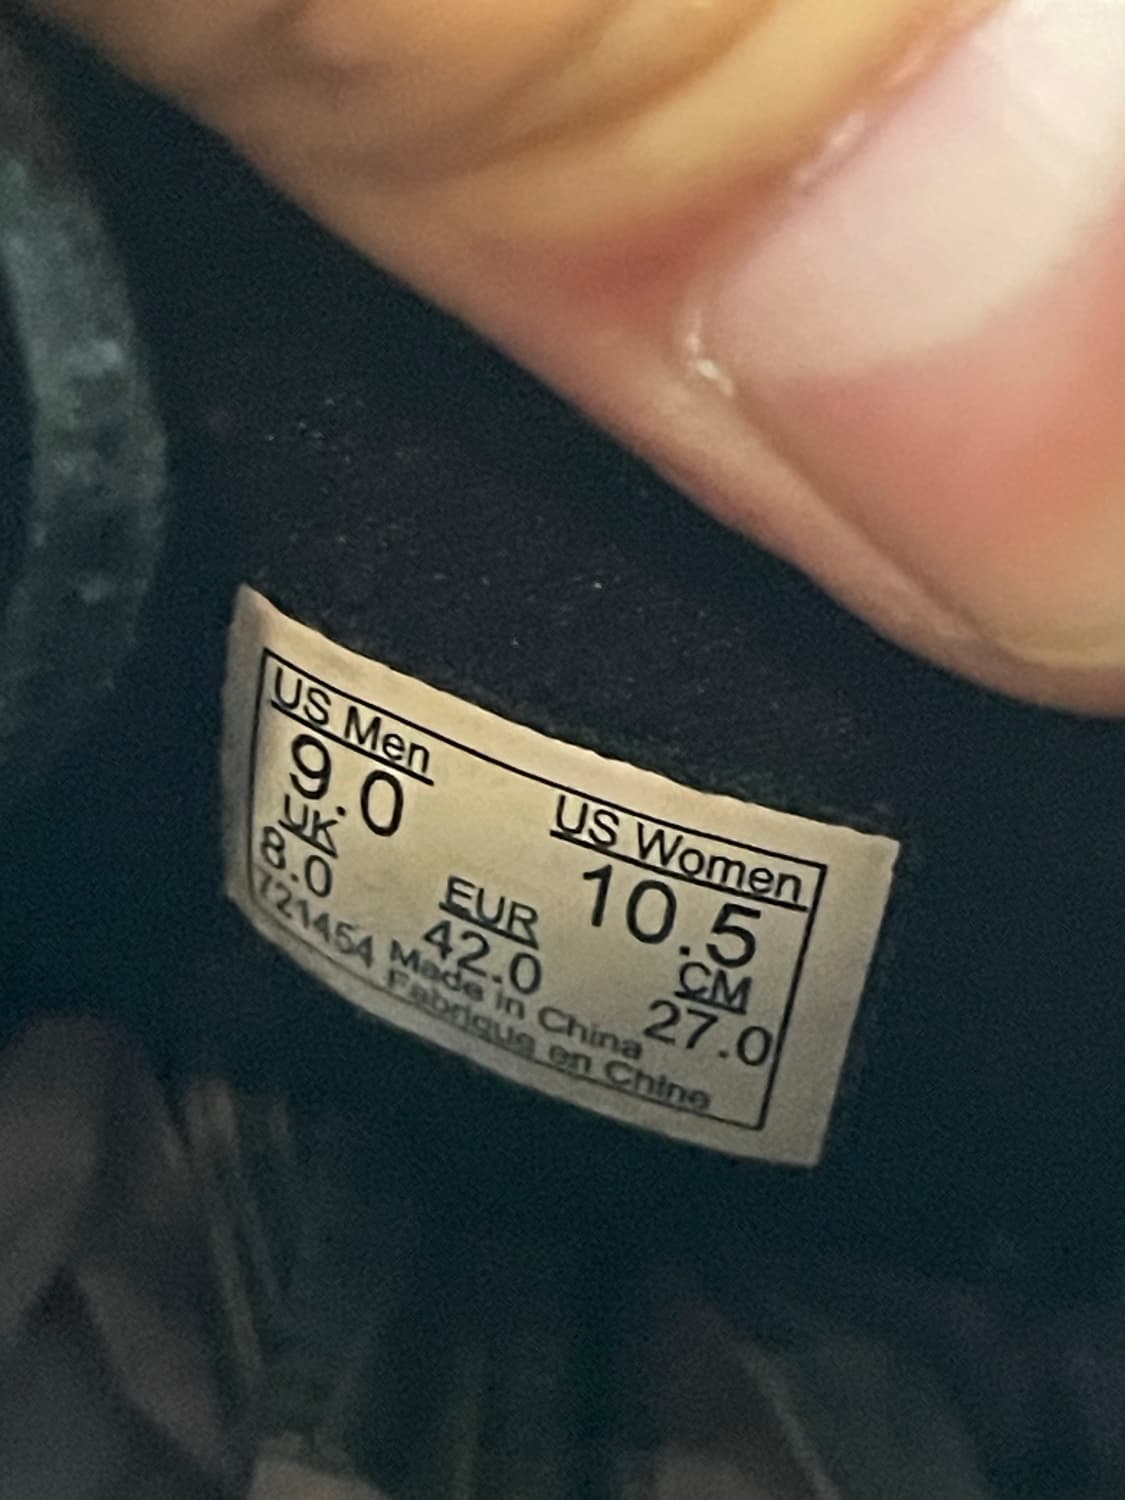 US Men US Women
9.0 10.5
UK EUR CM
8.0 42.0 27.0
721454 Made in China
Fabrique en Chine